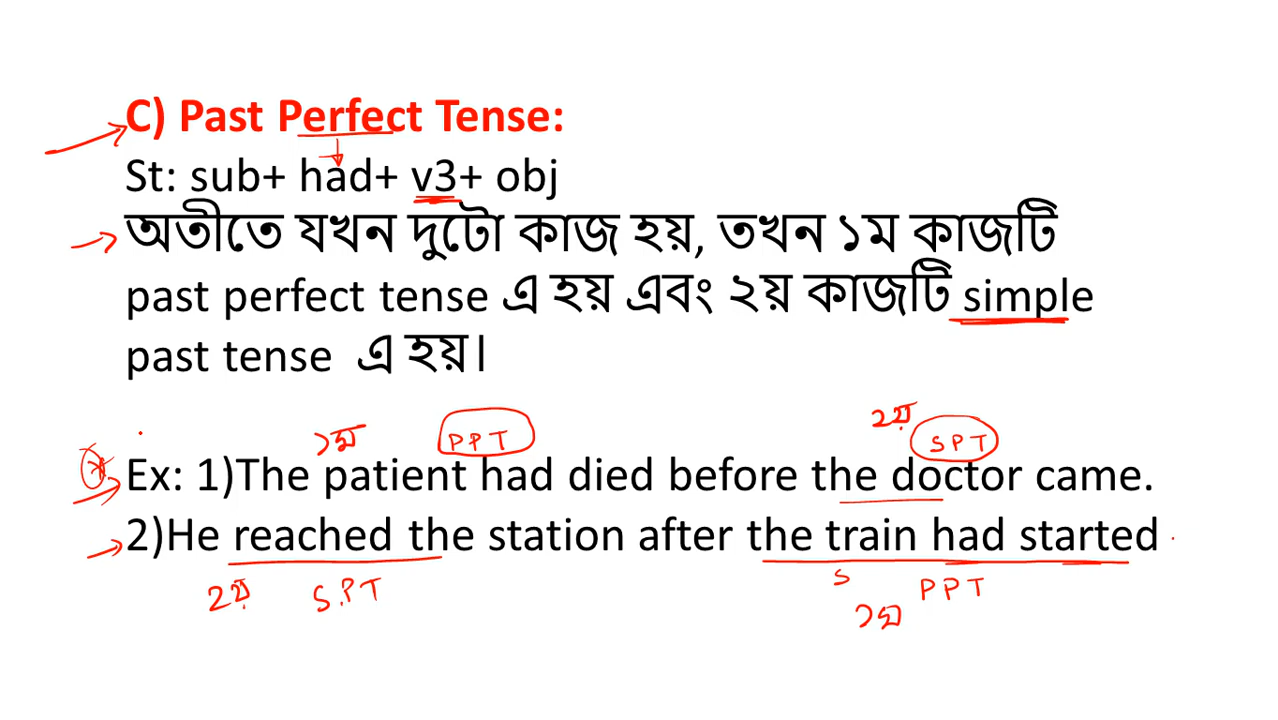 C) Past Perfect Tense:
St: sub+ had+ v3+ obj
অতীতে যখন দুটো কাজ হয়, তখন ১ম কাজটি
past perfect tense এ হয় এবং ২য় কাজটি simple
past tense এ হয়।
১ম PPT ২য় SPT
Ex: 1)The patient had died before the doctor came.
2)He reached the station after the train had started
২য় S.P.T S PPT
১ম